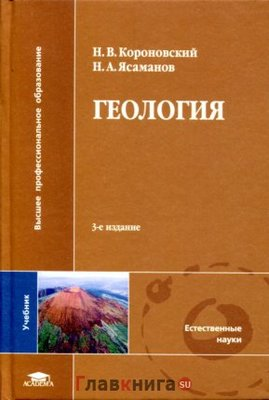 Н. В. Короновский
Н. А. Ясаманов
ГЕОЛОГИЯ
3-е издание
Высшее профессиональное образование
Учебник
Естественные
науки
ACADEMA
Главкнига su